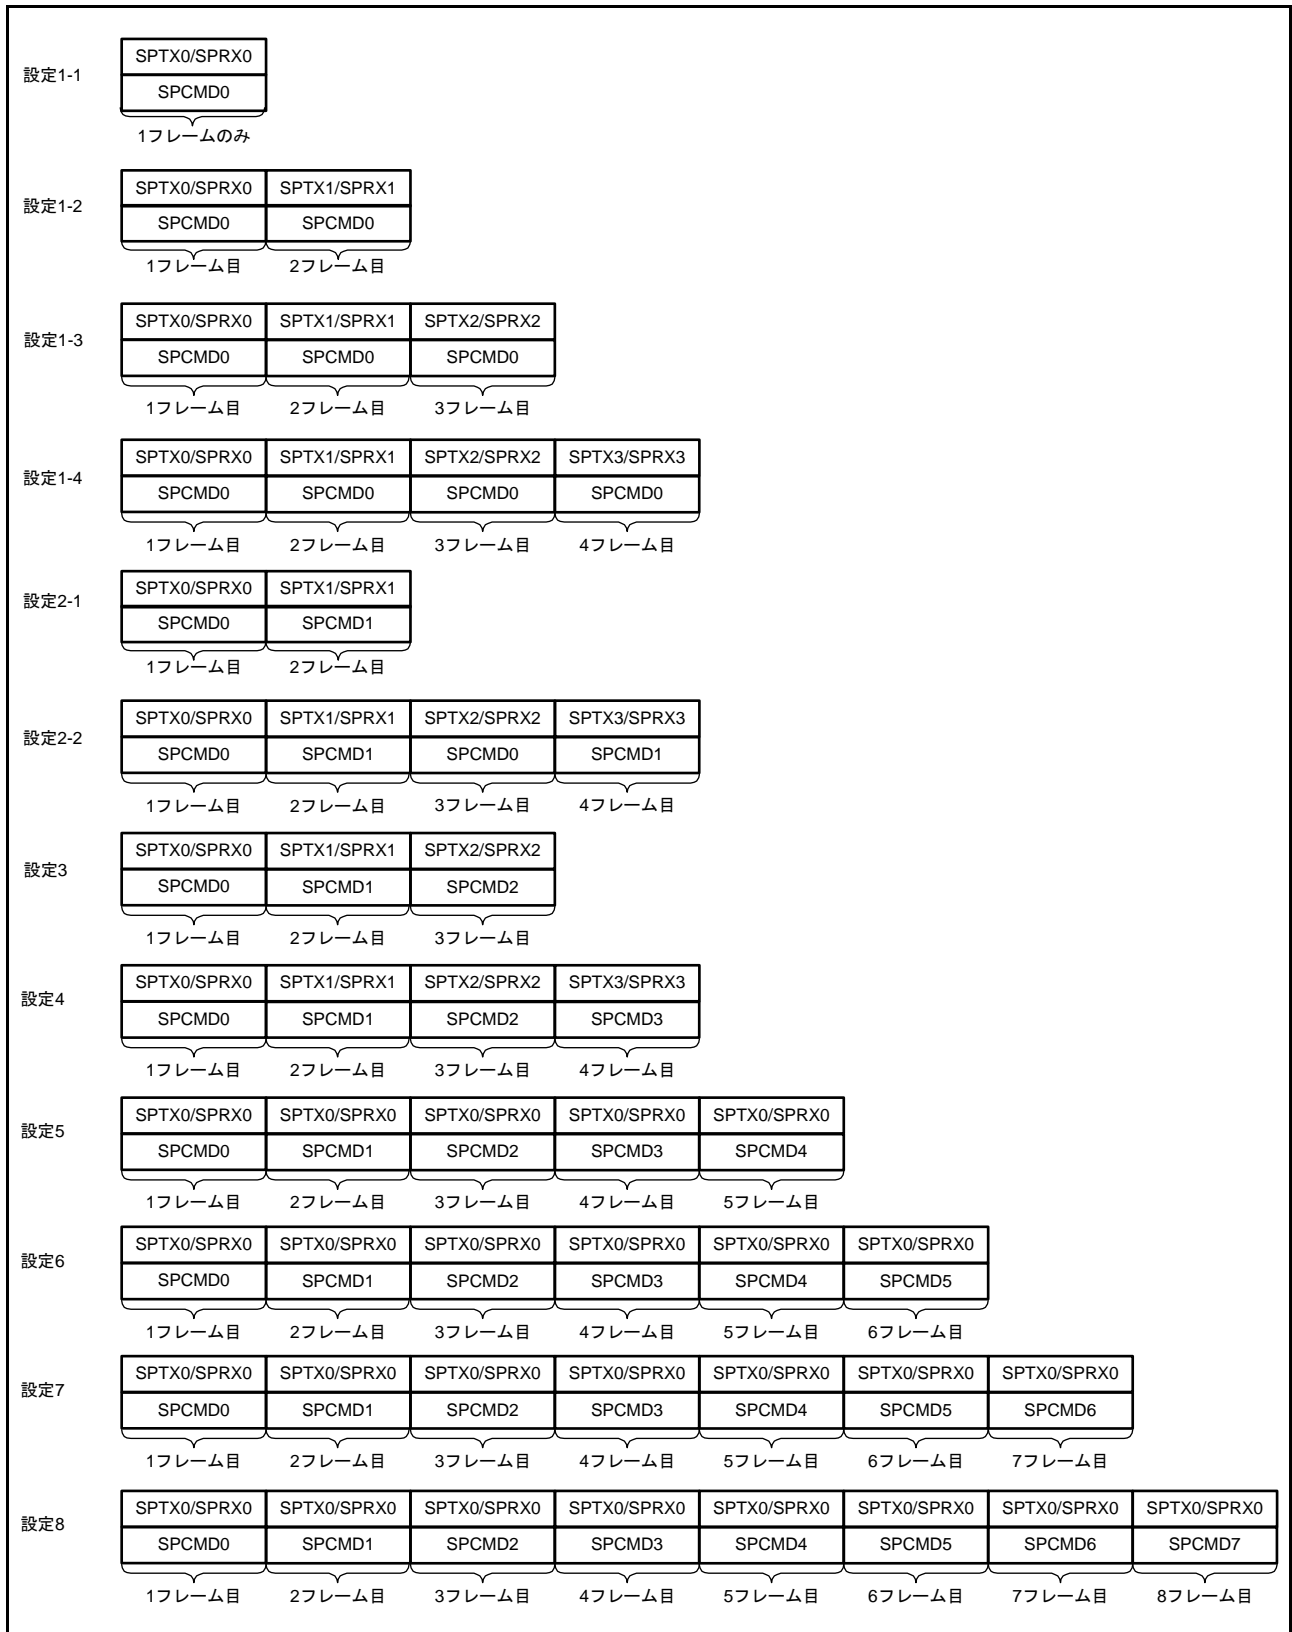 設定1-1
SPTX0/SPRX0
SPCMD0
1フレームのみ
設定1-2
SPTX0/SPRX0 SPTX1/SPRX1
SPCMD0 SPCMD0
1フレーム目 2フレーム目
設定1-3
SPTX0/SPRX0 SPTX1/SPRX1 SPTX2/SPRX2
SPCMD0 SPCMD0 SPCMD0
1フレーム目 2フレーム目 3フレーム目
設定1-4
SPTX0/SPRX0 SPTX1/SPRX1 SPTX2/SPRX2 SPTX3/SPRX3
SPCMD0 SPCMD0 SPCMD0 SPCMD0
1フレーム目 2フレーム目 3フレーム目 4フレーム目
設定2-1
SPTX0/SPRX0 SPTX1/SPRX1
SPCMD0 SPCMD1
1フレーム目 2フレーム目
設定2-2
SPTX0/SPRX0 SPTX1/SPRX1 SPTX2/SPRX2 SPTX3/SPRX3
SPCMD0 SPCMD1 SPCMD0 SPCMD1
1フレーム目 2フレーム目 3フレーム目 4フレーム目
設定3
SPTX0/SPRX0 SPTX1/SPRX1 SPTX2/SPRX2
SPCMD0 SPCMD1 SPCMD2
1フレーム目 2フレーム目 3フレーム目
設定4
SPTX0/SPRX0 SPTX1/SPRX1 SPTX2/SPRX2 SPTX3/SPRX3
SPCMD0 SPCMD1 SPCMD2 SPCMD3
1フレーム目 2フレーム目 3フレーム目 4フレーム目
設定5
SPTX0/SPRX0 SPTX0/SPRX0 SPTX0/SPRX0 SPTX0/SPRX0 SPTX0/SPRX0
SPCMD0 SPCMD1 SPCMD2 SPCMD3 SPCMD4
1フレーム目 2フレーム目 3フレーム目 4フレーム目 5フレーム目
設定6
SPTX0/SPRX0 SPTX0/SPRX0 SPTX0/SPRX0 SPTX0/SPRX0 SPTX0/SPRX0 SPTX0/SPRX0
SPCMD0 SPCMD1 SPCMD2 SPCMD3 SPCMD4 SPCMD5
1フレーム目 2フレーム目 3フレーム目 4フレーム目 5フレーム目 6フレーム目
設定7
SPTX0/SPRX0 SPTX0/SPRX0 SPTX0/SPRX0 SPTX0/SPRX0 SPTX0/SPRX0 SPTX0/SPRX0 SPTX0/SPRX0
SPCMD0 SPCMD1 SPCMD2 SPCMD3 SPCMD4 SPCMD5 SPCMD6
1フレーム目 2フレーム目 3フレーム目 4フレーム目 5フレーム目 6フレーム目 7フレーム目
設定8
SPTX0/SPRX0 SPTX0/SPRX0 SPTX0/SPRX0 SPTX0/SPRX0 SPTX0/SPRX0 SPTX0/SPRX0 SPTX0/SPRX0 SPTX0/SPRX0
SPCMD0 SPCMD1 SPCMD2 SPCMD3 SPCMD4 SPCMD5 SPCMD6 SPCMD7
1フレーム目 2フレーム目 3フレーム目 4フレーム目 5フレーム目 6フレーム目 7フレーム目 8フレーム目